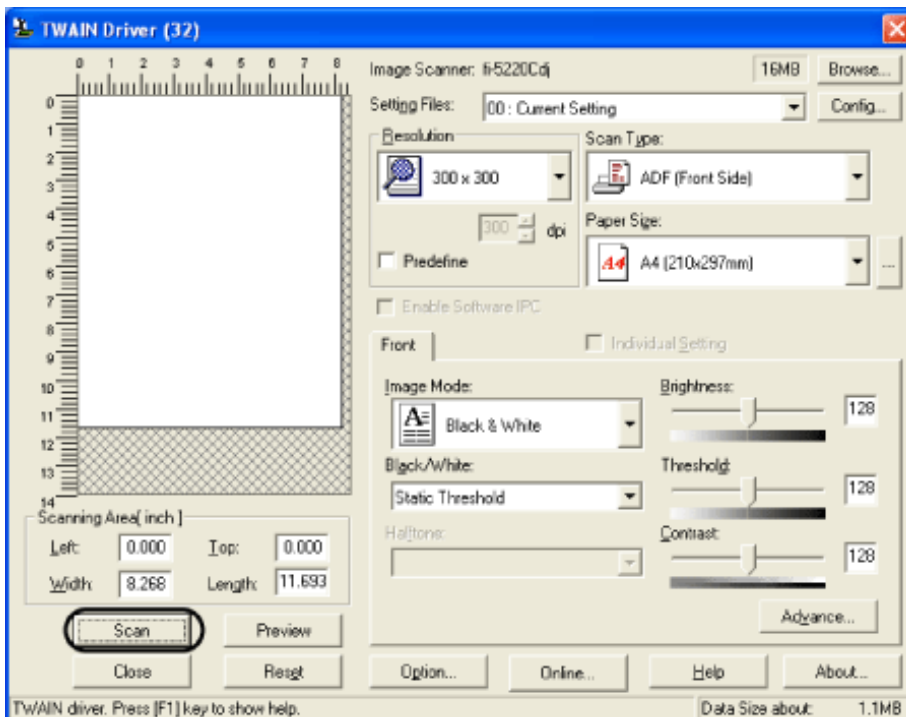 TWAIN Driver (32)
0 1 2 3 4 5 6 7 8
0
1
2
3
4
5
6
7
8
9
10
11
12
13
14
Scanning Area[ inch ]
Left: 0.000 Top: 0.000
Width: 8.268 Length: 11.693
Scan Preview
Close Reset
Image Scanner: fi-5220Cdj 16MB Browse...
Setting Files: 00 : Current Setting Config...
Resolution
300 x 300
300 dpi
Predefine
Scan Type:
ADF (Front Side)
Paper Size:
A4 A4 (210x297mm) ...
Enable Software IPC
Front Individual Setting
Image Mode:
A Black & White
Black/White:
Static Threshold
Halftone:
Brightness:
128
Threshold:
128
Contrast:
128
Advance...
Option... Online... Help About...
TWAIN driver. Press [F1] key to show help. Data Size about: 1.1MB